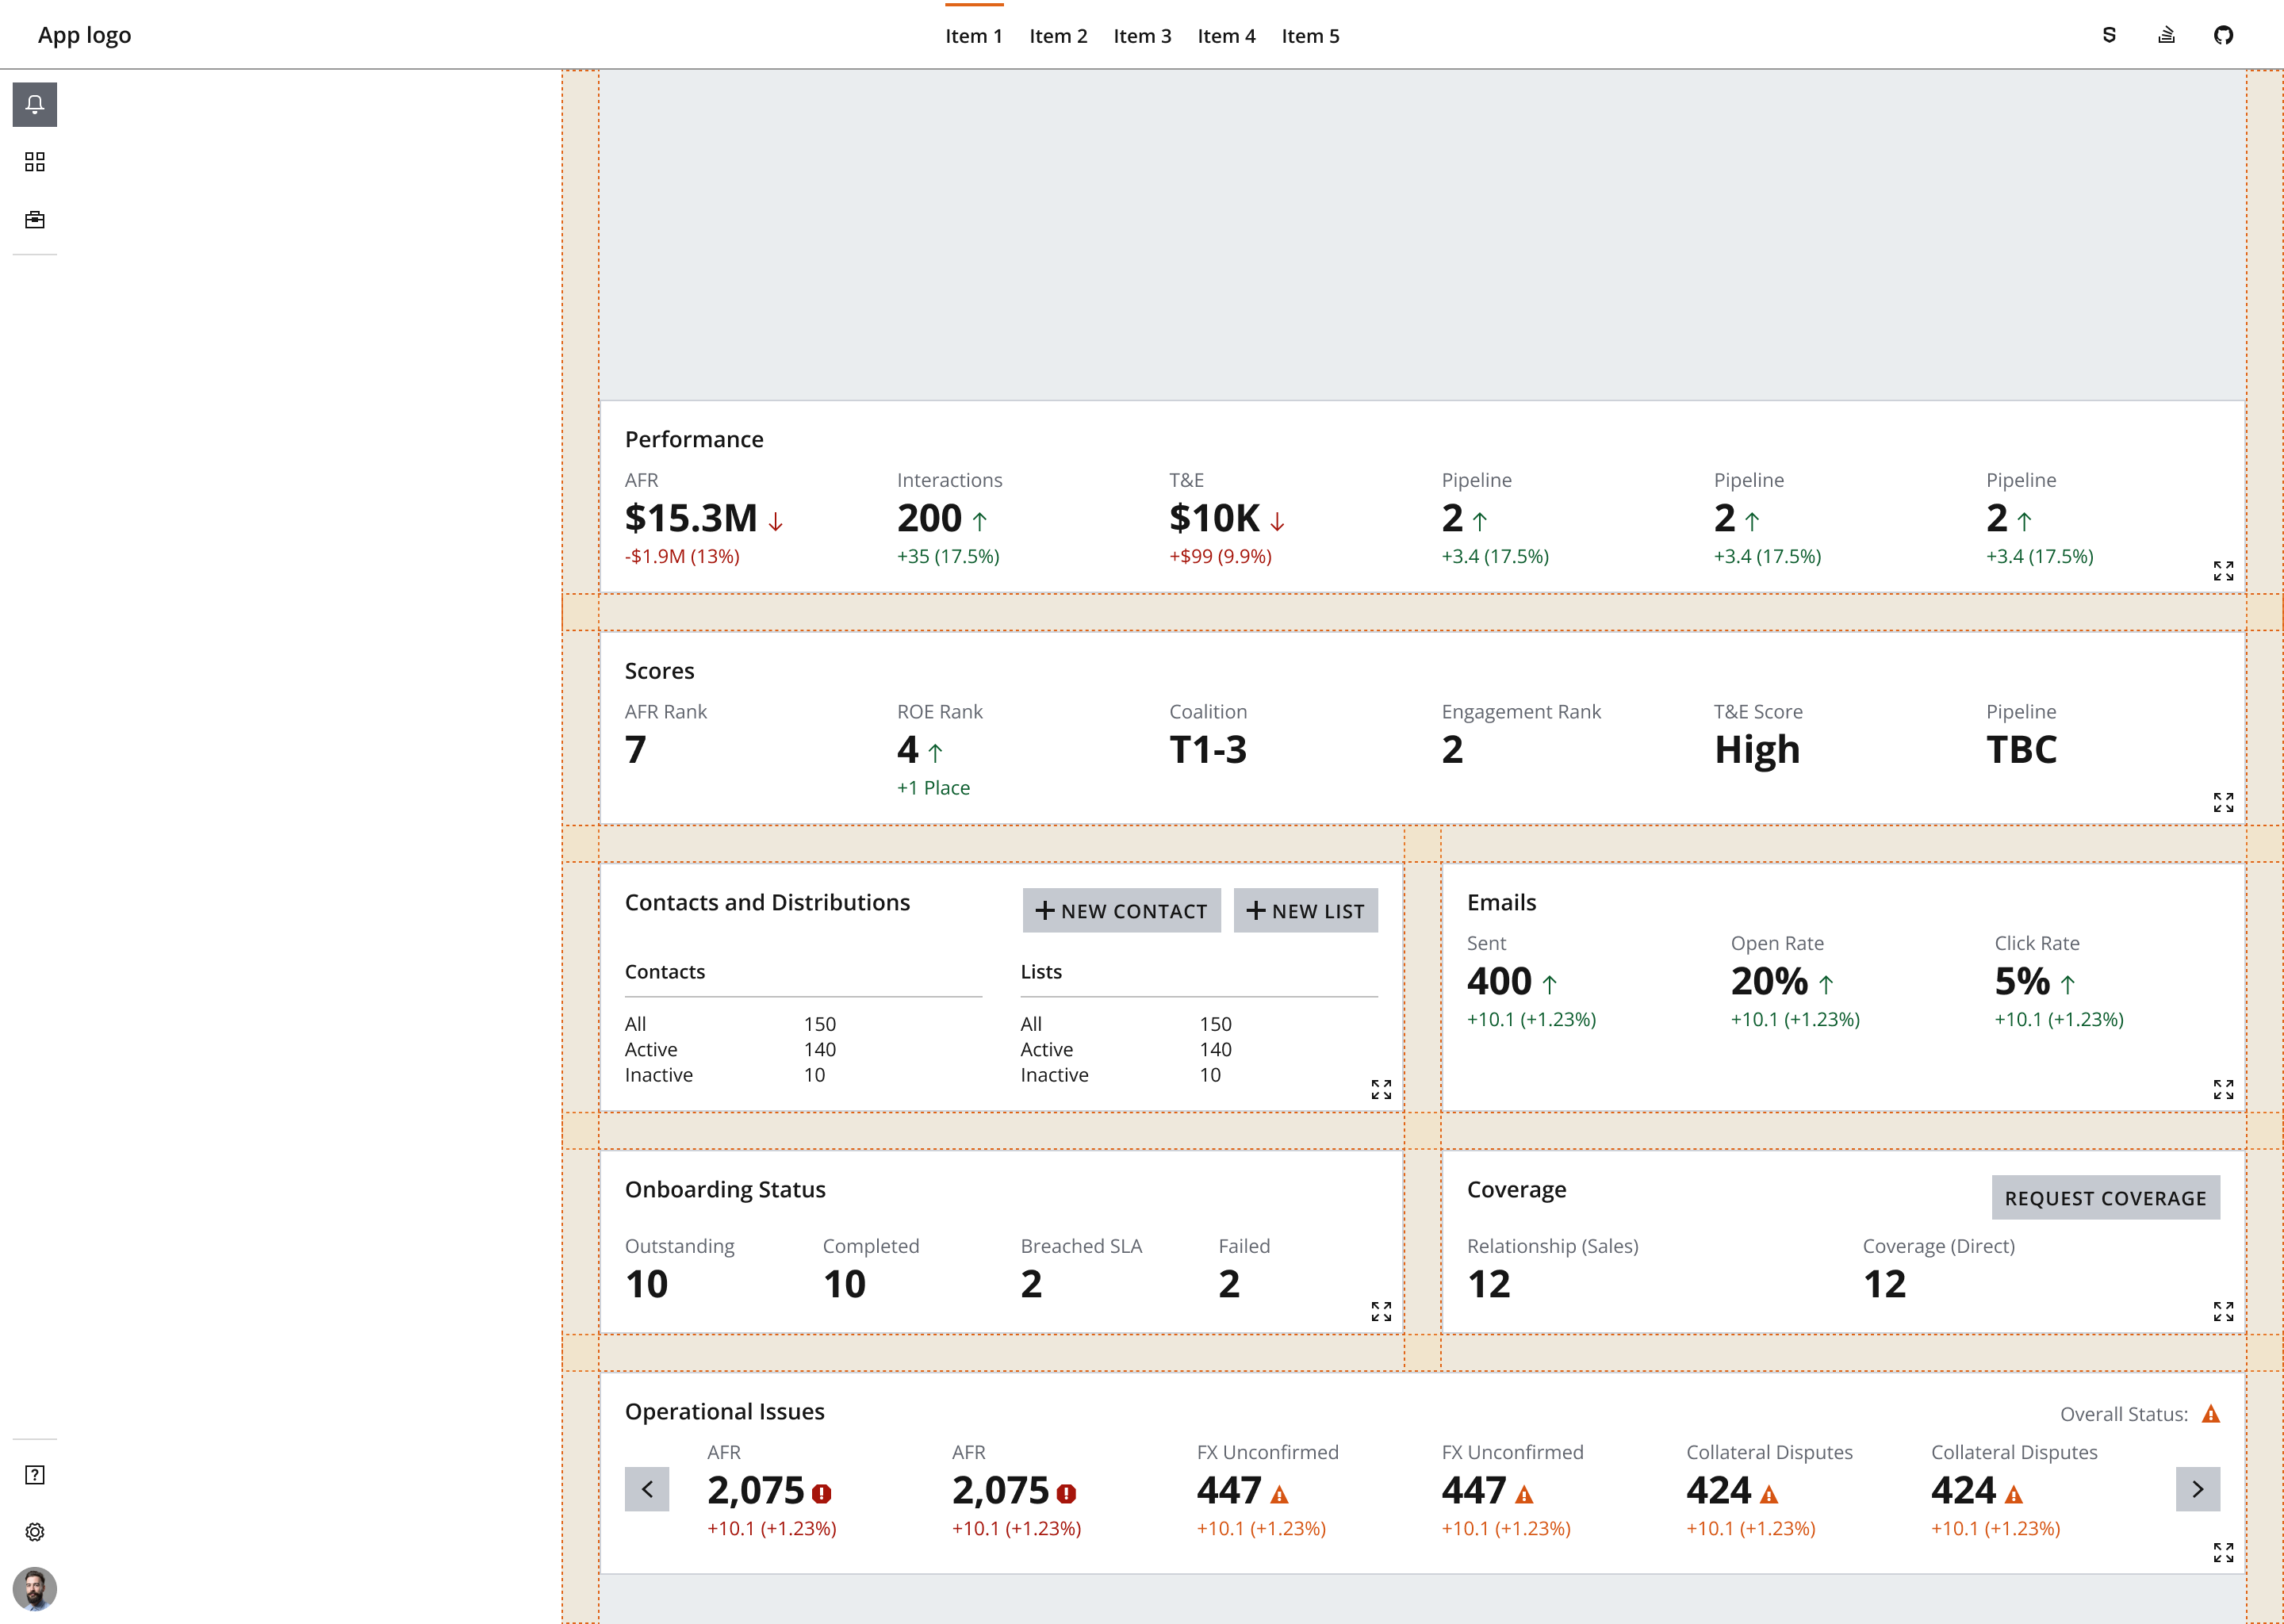 App logo
Item 1 Item 2 Item 3 Item 4 Item 5
Performance
AFR Interactions T&E Pipeline Pipeline Pipeline
$15.3M 200 $10K 2 2 2
-$1.9M (13%) +35 (17.5%) +$99 (9.9%) +3.4 (17.5%) +3.4 (17.5%) +3.4 (17.5%)
Scores
AFR Rank ROE Rank Coalition Engagement Rank T&E Score Pipeline
7 4 T1-3 2 High TBC
+1 Place
Contacts and Distributions
NEW CONTACT NEW LIST
Contacts Lists
All 150 All 150
Active 140 Active 140
Inactive 10 Inactive 10
Emails
Sent Open Rate Click Rate
400 20% 5%
+10.1 (+1.23%) +10.1 (+1.23%) +10.1 (+1.23%)
Onboarding Status
Outstanding Completed Breached SLA Failed
10 10 2 2
Coverage
REQUEST COVERAGE
Relationship (Sales) Coverage (Direct)
12 12
Operational Issues
Overall Status:
AFR AFR FX Unconfirmed FX Unconfirmed Collateral Disputes Collateral Disputes
2,075 2,075 447 447 424 424
+10.1 (+1.23%) +10.1 (+1.23%) +10.1 (+1.23%) +10.1 (+1.23%) +10.1 (+1.23%) +10.1 (+1.23%)